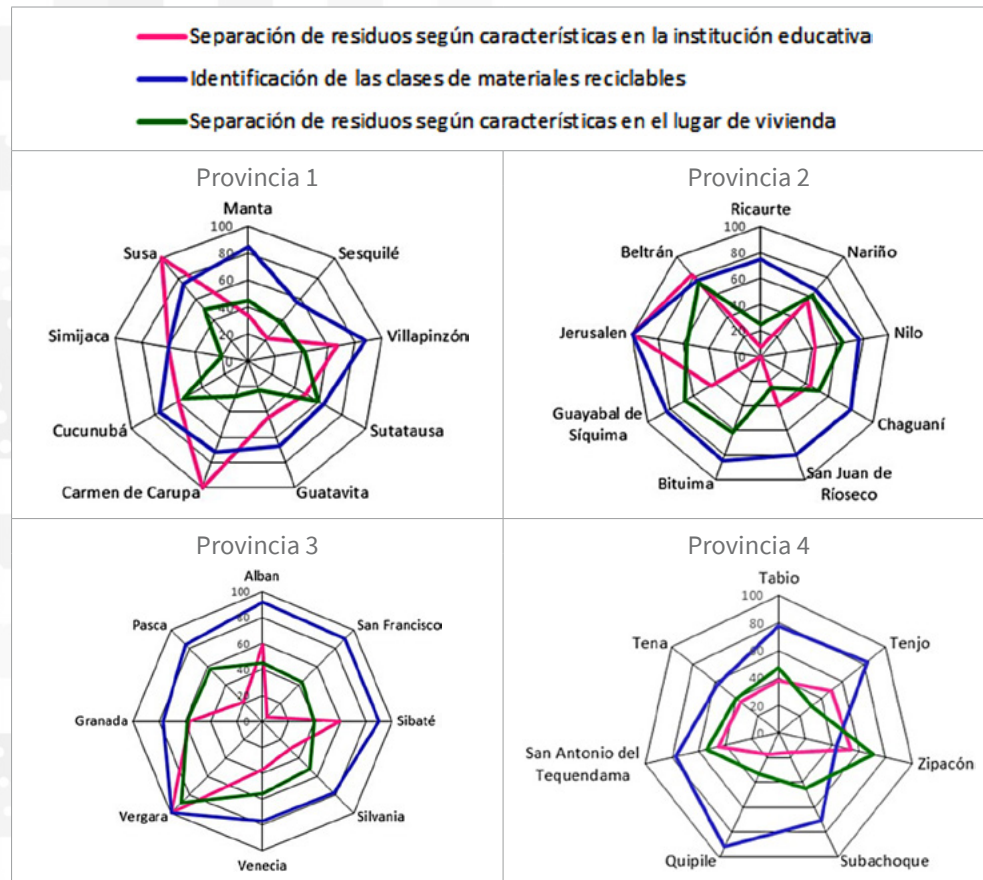 Separación de residuos según características en la institución educativa
Identificación de las clases de materiales reciclables
Separación de residuos según características en el lugar de vivienda
Provincia 1
Manta
Sesquilé
Villapinzón
Sutatausa
Guatavita
Carmen de Carupa
Cucunubá
Simijaca
Susa
100
80
60
40
20
0
Provincia 2
Ricaurte
Nariño
Nilo
Chaguaní
San Juan de
Ríoseco
Bituima
Guayabal de
Síquima
Jerusalen
Beltrán
100
80
60
40
20
0
Provincia 3
Alban
San Francisco
Sibaté
Silvania
Venecia
Vergara
Granada
Pasca
100
80
60
40
20
0
Provincia 4
Tabio
Tenjo
Zipacón
Subachoque
Quipile
San Antonio del
Tequendama
Tena
100
80
60
40
20
0